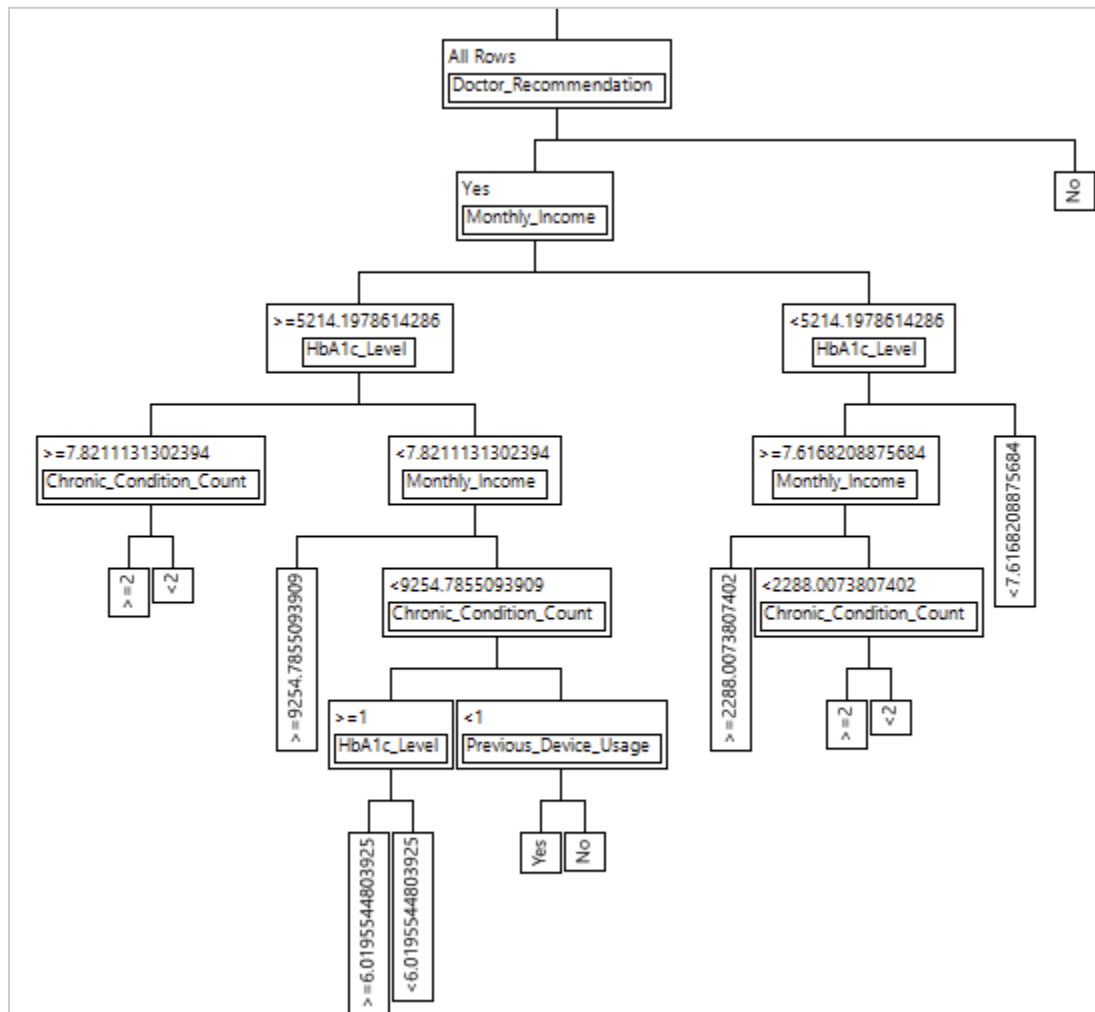 All Rows
Doctor_Recommendation
Yes
Monthly_Income
No
>=5214.1978614286
HbA1c_Level
<5214.1978614286
HbA1c_Level
>=7.8211131302394
Chronic_Condition_Count
<7.8211131302394
Monthly_Income
>=7.6168208875684
Monthly_Income
<7.6168208875684
>=2
<2
>=9254.7855093909
<9254.7855093909
Chronic_Condition_Count
>=2288.0073807402
<2288.0073807402
Chronic_Condition_Count
>=1
HbA1c_Level
<1
Previous_Device_Usage
>=2
<2
>=6.0195544803925
<6.0195544803925
Yes
No